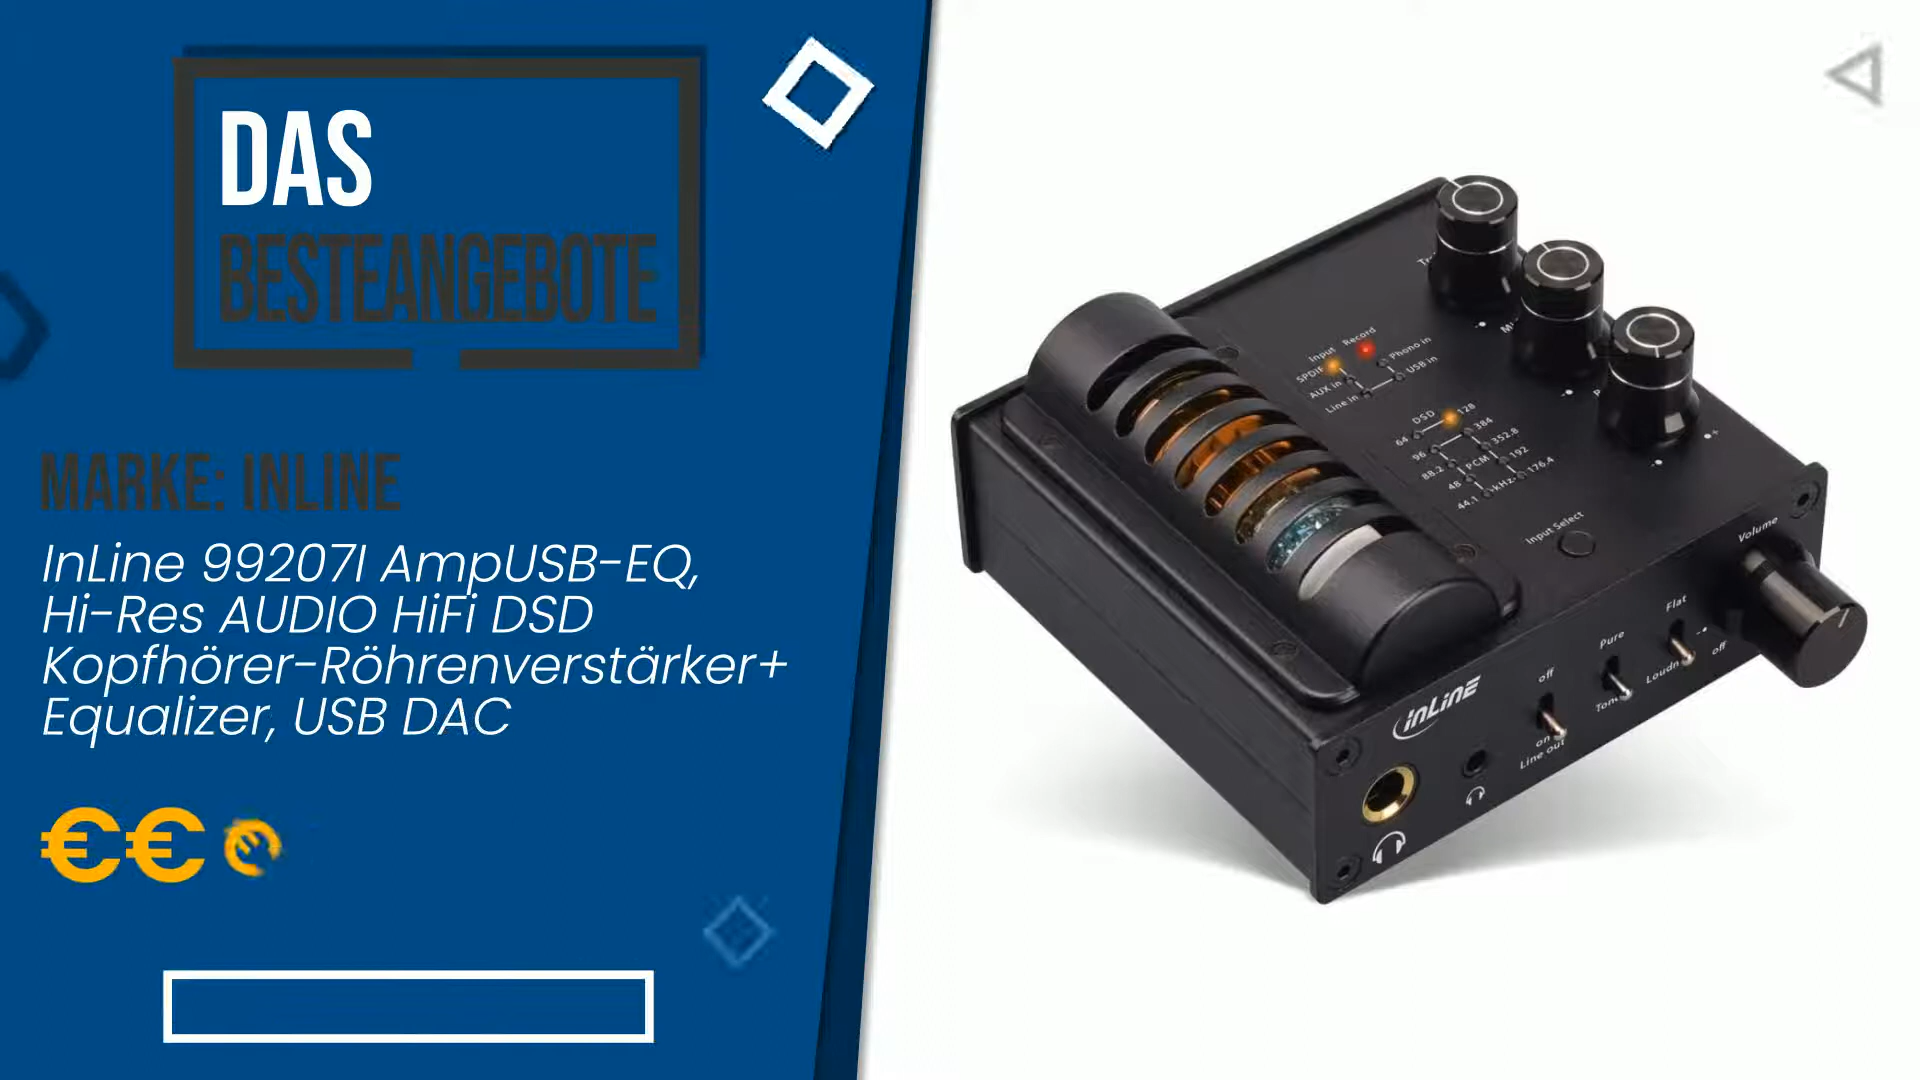 DAS
BESTEANGEBOTE
MARKE: INLINE
InLine 99207I AmpUSB-EQ,
Hi-Res AUDIO HiFi DSD
Kopfhörer-Röhrenverstärker+
Equalizer, USB DAC
€€€
Input Record
SPDIF Phono in
AUX in USB in
Line in
DSD 128
64 384
96 352.8
88.2 PCM 192
48 176.4
44.1 kHz
Input Select
Volume
Flat
Pure
off
off
on
Line out
InLINE